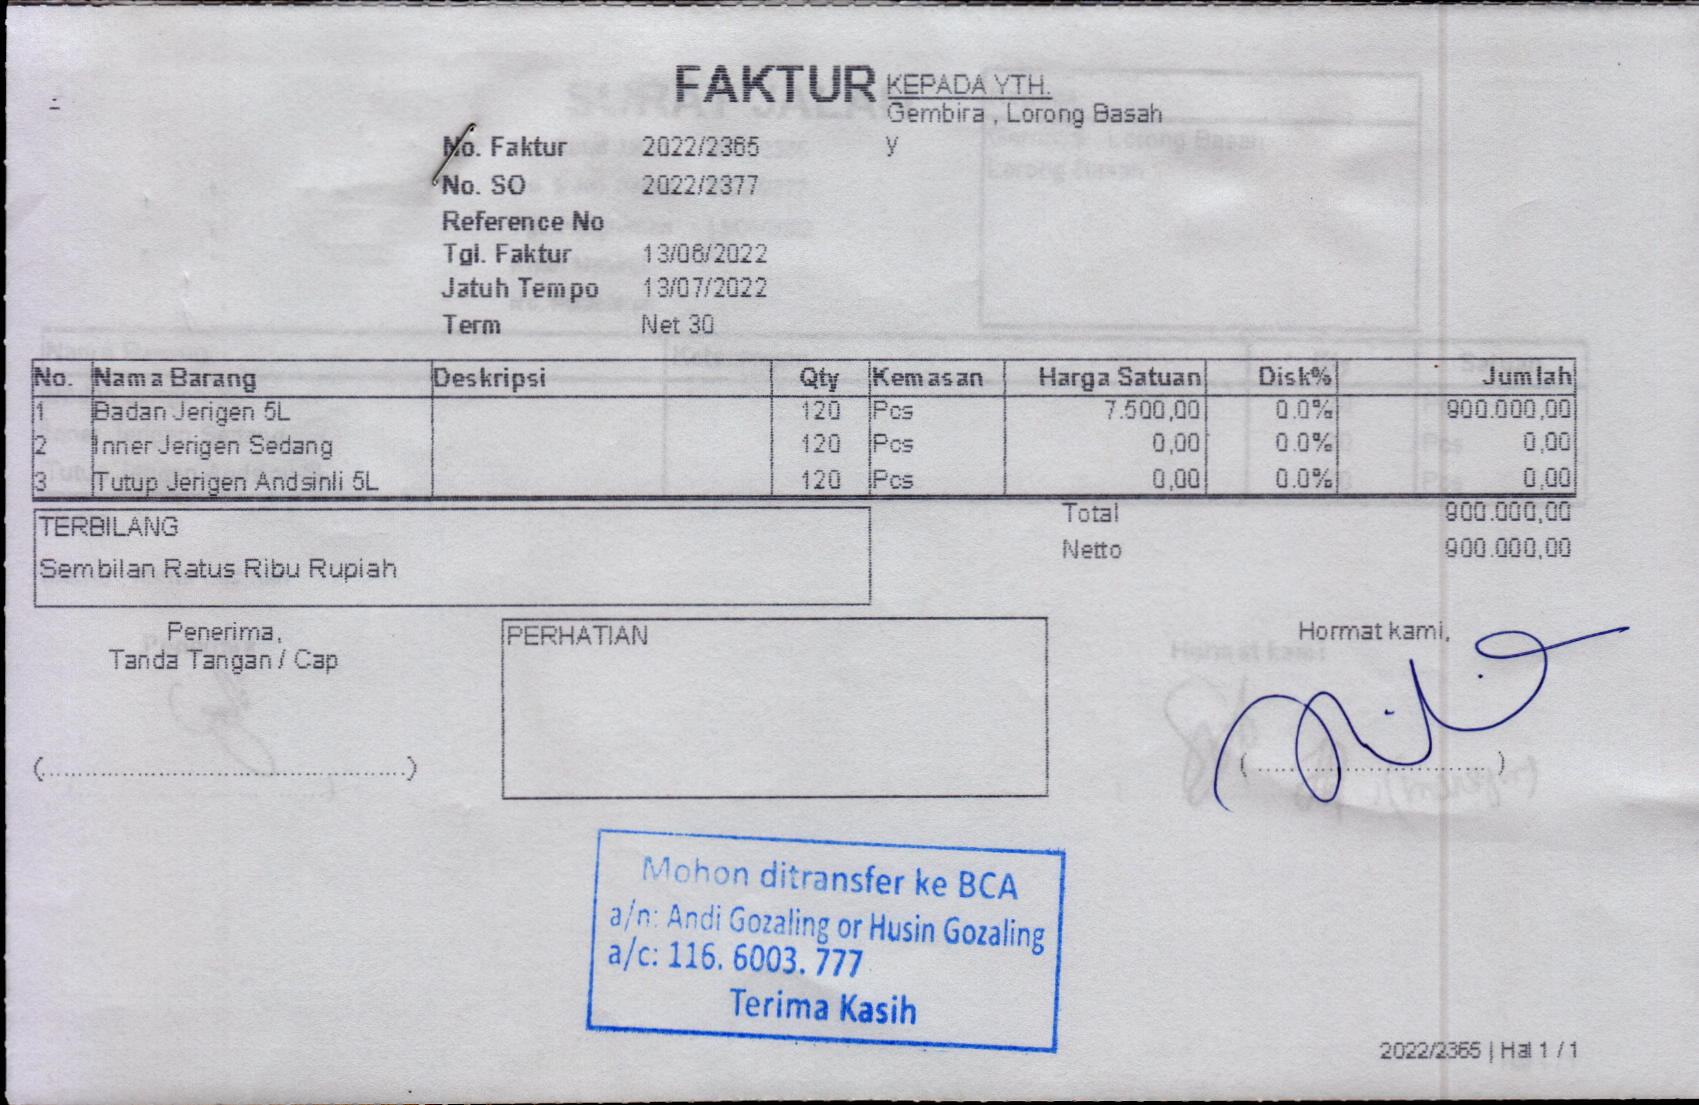 FAKTUR
KEPADA YTH.
Gembira , Lorong Basah
y
No. Faktur 2022/2365
No. SO 2022/2377
Reference No
Tgl. Faktur 13/06/2022
Jatuh Tempo 13/07/2022
Term Net 30
No. Nama Barang Deskripsi Qty Kemasan Harga Satuan Disk% Jumlah
1 Badan Jerigen 5L 120 Pcs 7.500,00 0.0% 900.000,00
2 Inner Jerigen Sedang 120 Pcs 0,00 0.0% 0,00
3 Tutup Jerigen Andsinli 5L 120 Pcs 0,00 0.0% 0,00
Total 900.000,00
Netto 900.000,00
TERBILANG
Sembilan Ratus Ribu Rupiah
Penerima,
Tanda Tangan / Cap
(............................................)
PERHATIAN
Hormat kami,
(..............................)
Mohon ditransfer ke BCA
a/n: Andi Gozaling or Husin Gozaling
a/c: 116. 6003. 777
Terima Kasih
2022/2365 | Hal 1 / 1